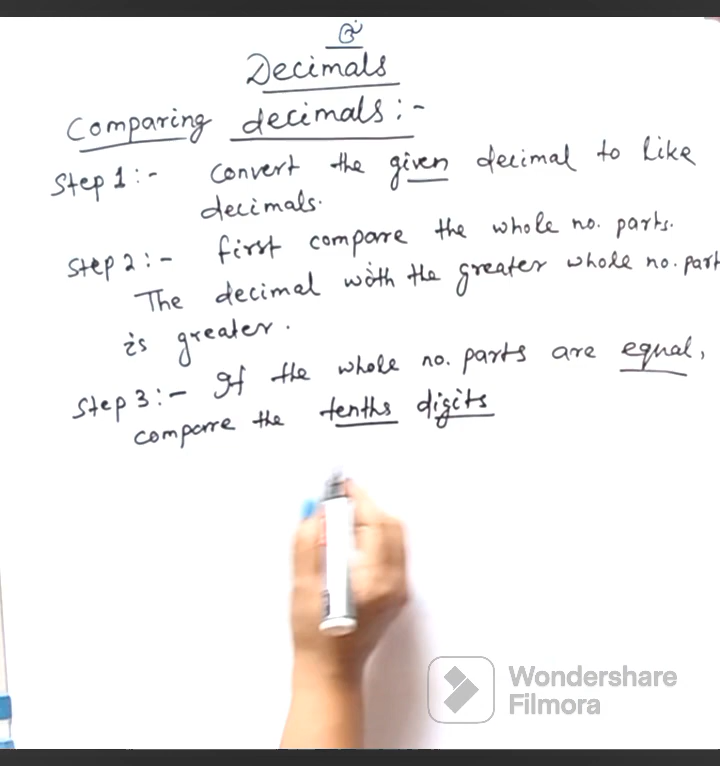 Decimals
Comparing decimals:-
Step 1:- Convert the given decimal to like
decimals.
Step 2:- first compare the whole no. parts.
The decimal with the greater whole no. part
is greater.
Step 3:- If the whole no. parts are equal,
compare the tenths digits
Wondershare
Filmora